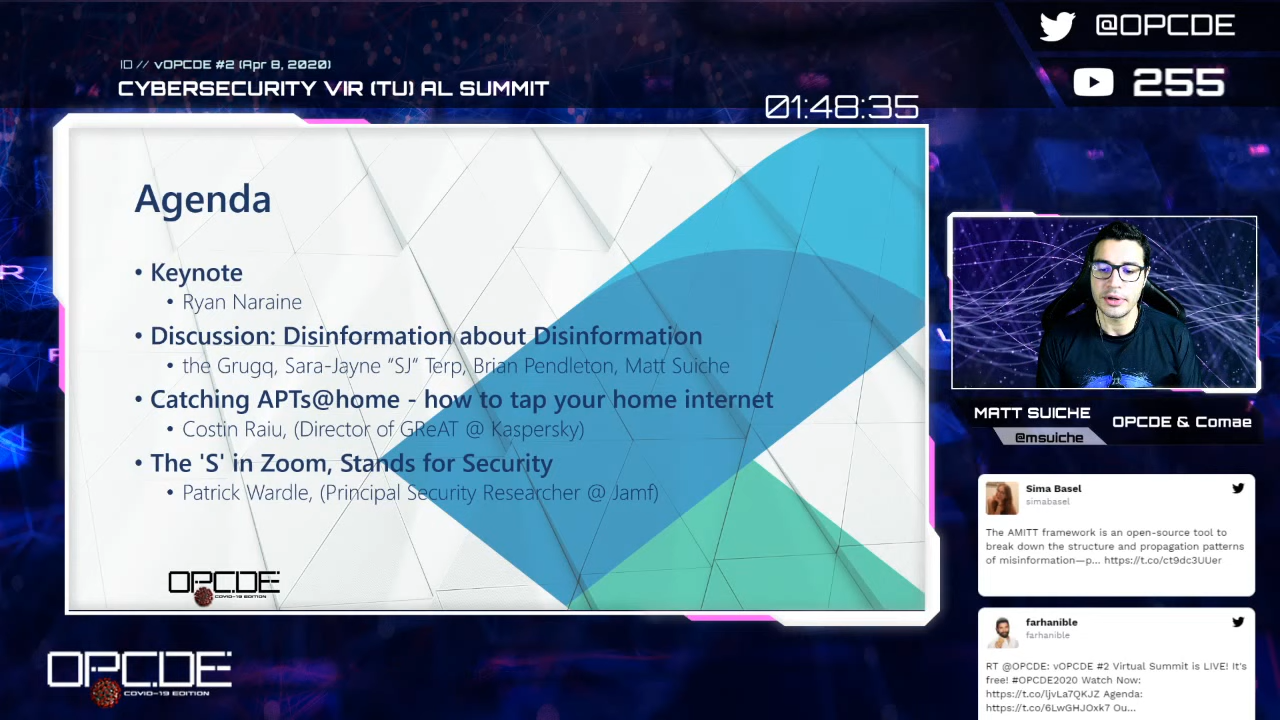 @OPCDE
ID // vOPCDE #2 (Apr 8, 2020)
CYBERSECURITY VIR (TU) AL SUMMIT
255
01:48:35
Agenda
• Keynote
• Ryan Naraine
• Discussion: Disinformation about Disinformation
• the Grugq, Sara-Jayne “SJ” Terp, Brian Pendleton, Matt Suiche
• Catching APTs@home - how to tap your home internet
• Costin Raiu, (Director of GReAT @ Kaspersky)
• The 'S' in Zoom, Stands for Security
• Patrick Wardle, (Principal Security Researcher @ Jamf)
OPCDE
COVID-19 EDITION
MATT SUICHE
@msuiche
OPCDE & Comae
Sima Basel
simabasel
The AMITT framework is an open-source tool to
break down the structure and propagation patterns
of misinformation—p... https://t.co/ct9dc3UUer
farhanible
farhanible
RT @OPCDE: vOPCDE #2 Virtual Summit is LIVE! It's
free! #OPCDE2020 Watch Now:
https://t.co/ljvLa7QKJZ Agenda:
https://t.co/6LwGHJOxk7 Ou...
OPCDE
COVID-19 EDITION